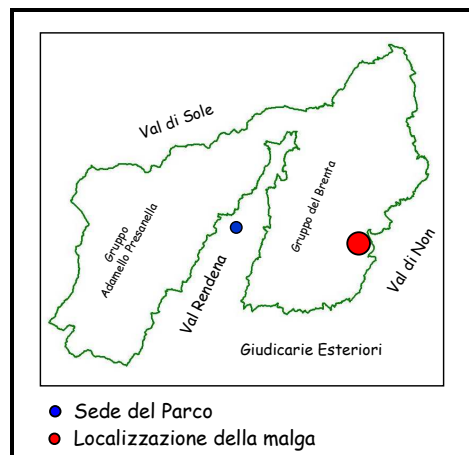 Val di Sole
Gruppo
Adamello Presanella
Gruppo del Brenta
Val Rendena
Val di Non
Giudicarie Esteriori
Sede del Parco
Localizzazione della malga